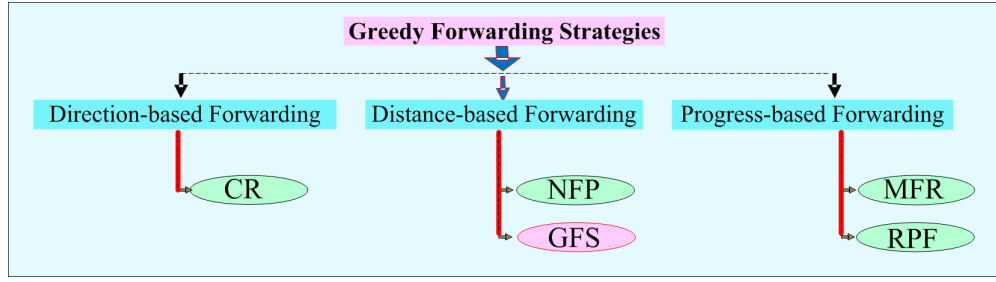 Greedy Forwarding Strategies
Direction-based Forwarding
Distance-based Forwarding
Progress-based Forwarding
CR
NFP
MFR
GFS
RPF